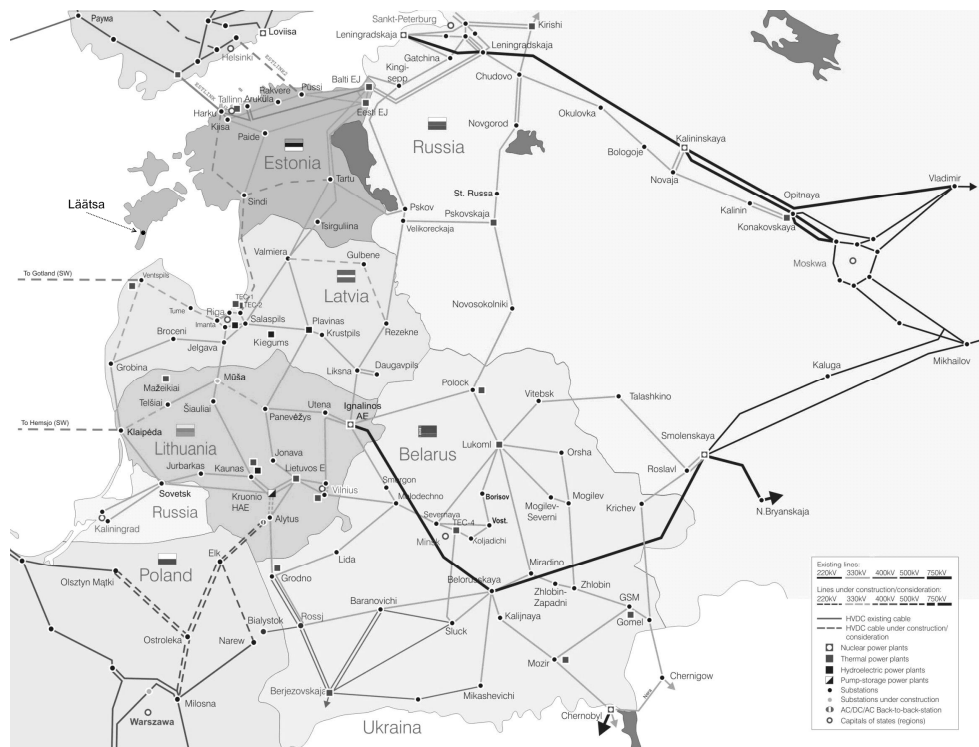 Раума
Loviisa
Helsinki
ESTLINK
ESTLINK2
Sankt-Peterburg
Leningradskaja
Kirishi
Leningradskaja
Gatchina
Kingi-
sepp
Chudovo
Balti EJ
Püssi
Rakvere
Tallinn
Aruküla
Harku
Kiisa
Eesti EJ
Paide
Estonia
Russia
Novgorod
Okulovka
Bologoje
Kalininskaja
Novaja
Vladimir
Opitnaya
Kalinin
Konakovskaya
Moskwa
Tartu
St. Russa
Läätsa
Sindi
Pskov
Pskovskaja
Tsirguliina
Velikoreckaja
Valmiera
Gulbene
To Gotland (SW)
Ventspils
Latvia
TEC-1
TEC-2
Novosokolniki
Tume
Riga
Imanta
Salaspils
Plavinas
Broceni
Kiegums
Krustpils
Rezekne
Jelgava
Mikhailov
Grobina
Liksna
Daugavpils
Kaluga
Mažeikiai
Mūša
Polock
Telšiai
Šiauliai
Utena
Ignalinos
AE
Vitebsk
Talashkino
Panevėžys
To Hemsjo (SW)
Klaipėda
Smolenskaya
Lithuania
Belarus
Lukoml
Jonava
Orsha
Jurbarkas
Kaunas
Lietuvos E
Roslavl
Sovetsk
Vilnius
Smorgon
Kruonio
HAE
Borisov
Mogilev
Russia
Molodechno
Mogilev-
Severni
Krichev
N.Bryanskaja
Kaliningrad
Alytus
Severnaya
TEC-4
Vost.
Minsk
Koljadichi
Elk
Lida
Poland
Miradino
Olsztyn Mątki
Grodno
Belorusskaya
Zhlobin-
Zapadni
Zhlobin
GSM
Baranovichi
Ostroleka
Bialystok
Rossj
Kalijnaya
Gomel
Narew
Sluck
Mozir
Berjezovskaja
Mikashevichi
Chernigow
Milosna
Warszawa
Ukraina
Chernobyl
Existing lines:
220kV 330kV 400kV 500kV 750kV
Lines under construction/consideration:
220kV 330kV 400kV 500kV 750kV
HVDC existing cable
HVDC cable under construction/
consideration
Nuclear power plants
Thermal power plants
Hydroelectric power plants
Pump-storage power plants
Substations
Substations under construction
AC/DC/AC Back-to-back-station
Capitals of states (regions)